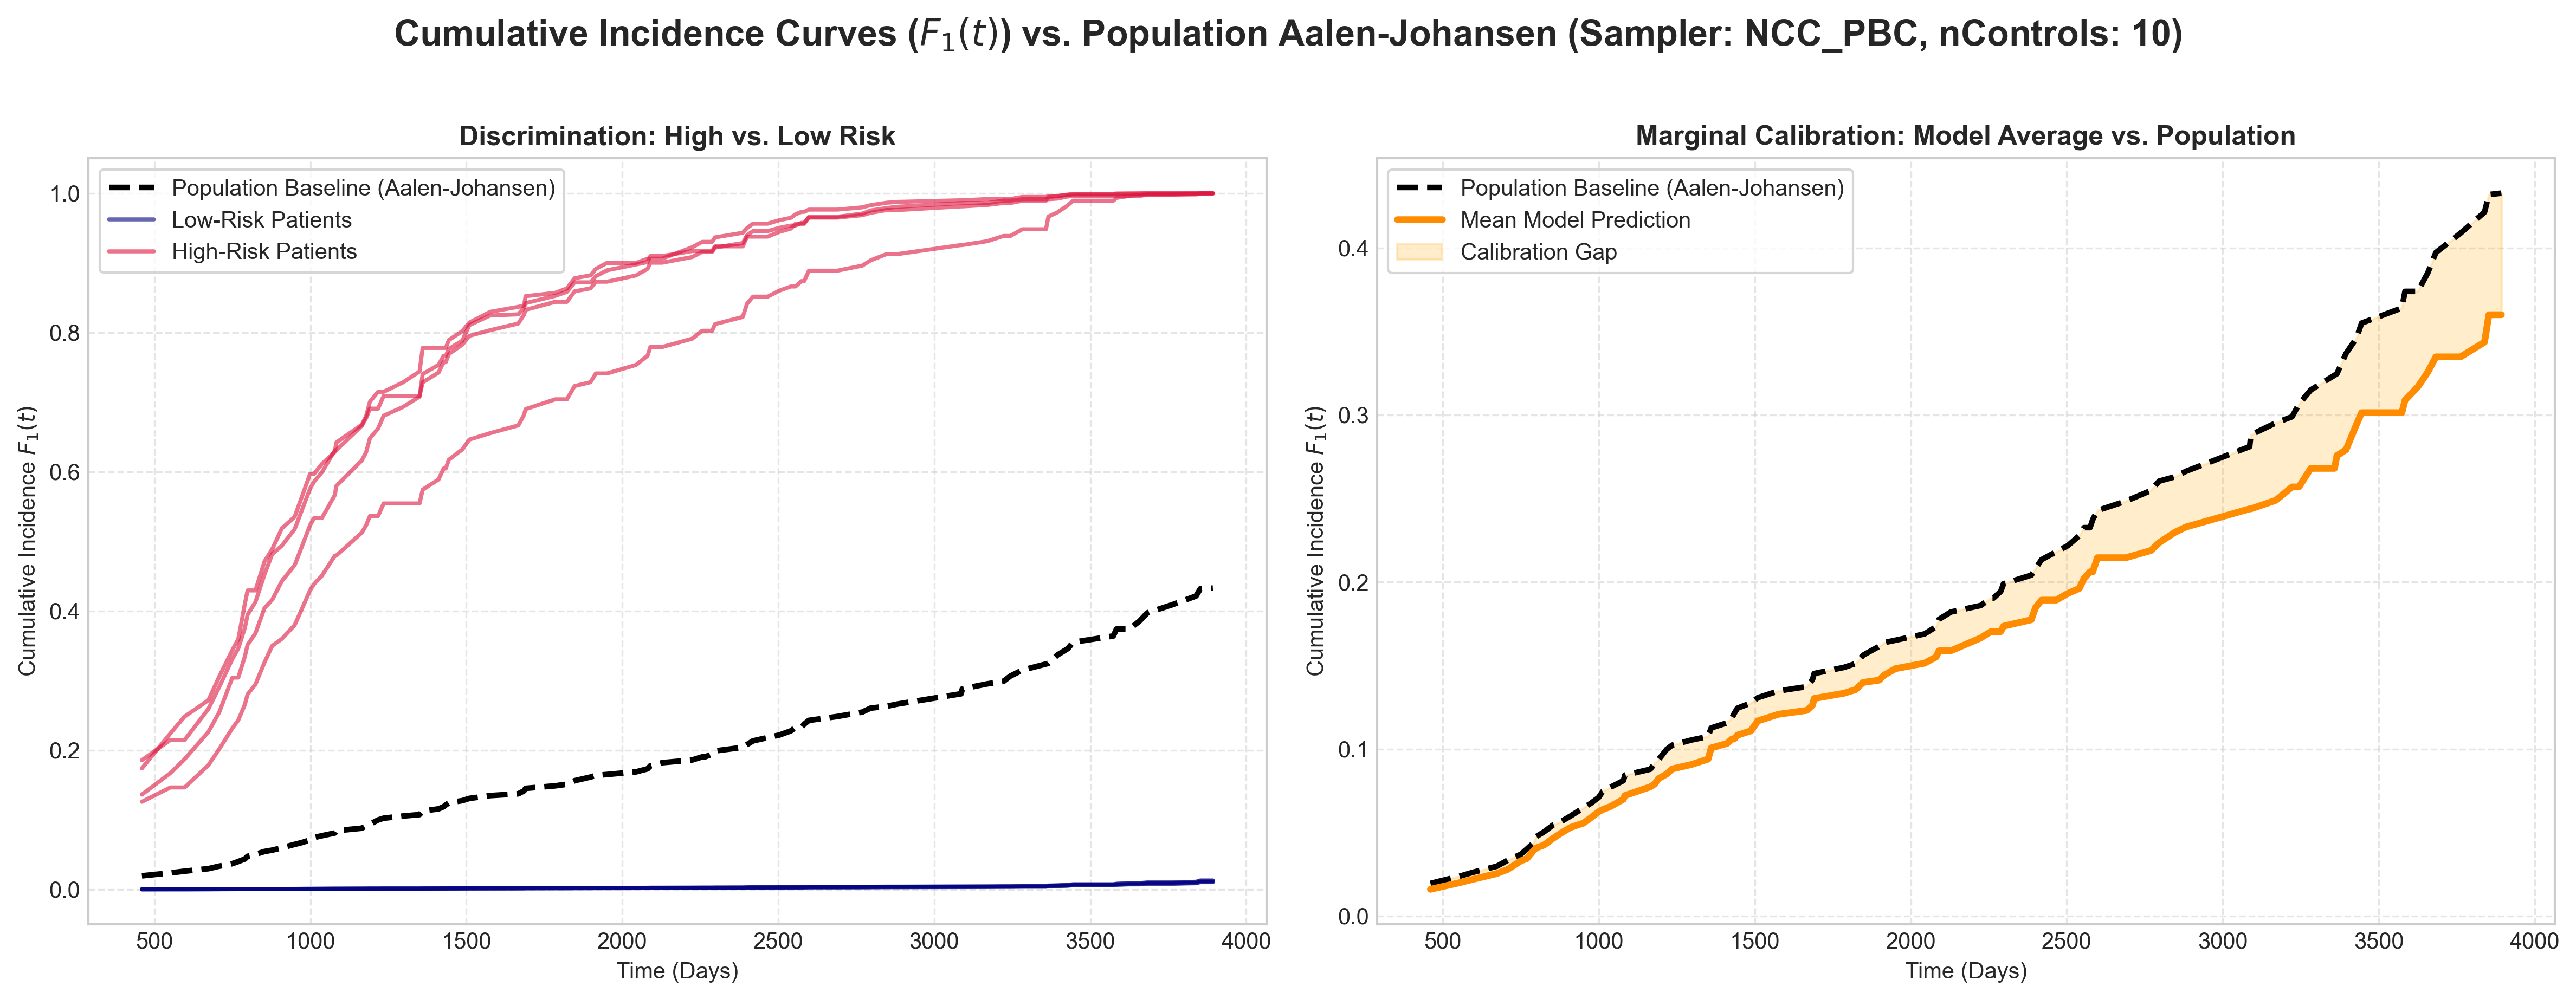 Cumulative Incidence Curves (F₁(t)) vs. Population Aalen-Johansen (Sampler: NCC_PBC, nControls: 10)
Discrimination: High vs. Low Risk
Population Baseline (Aalen-Johansen)
Low-Risk Patients
High-Risk Patients
Cumulative Incidence F₁(t)
1.0
0.8
0.6
0.4
0.2
0.0
500 1000 1500 2000 2500 3000 3500 4000
Time (Days)
Marginal Calibration: Model Average vs. Population
Population Baseline (Aalen-Johansen)
Mean Model Prediction
Calibration Gap
Cumulative Incidence F₁(t)
0.4
0.3
0.2
0.1
0.0
500 1000 1500 2000 2500 3000 3500 4000
Time (Days)